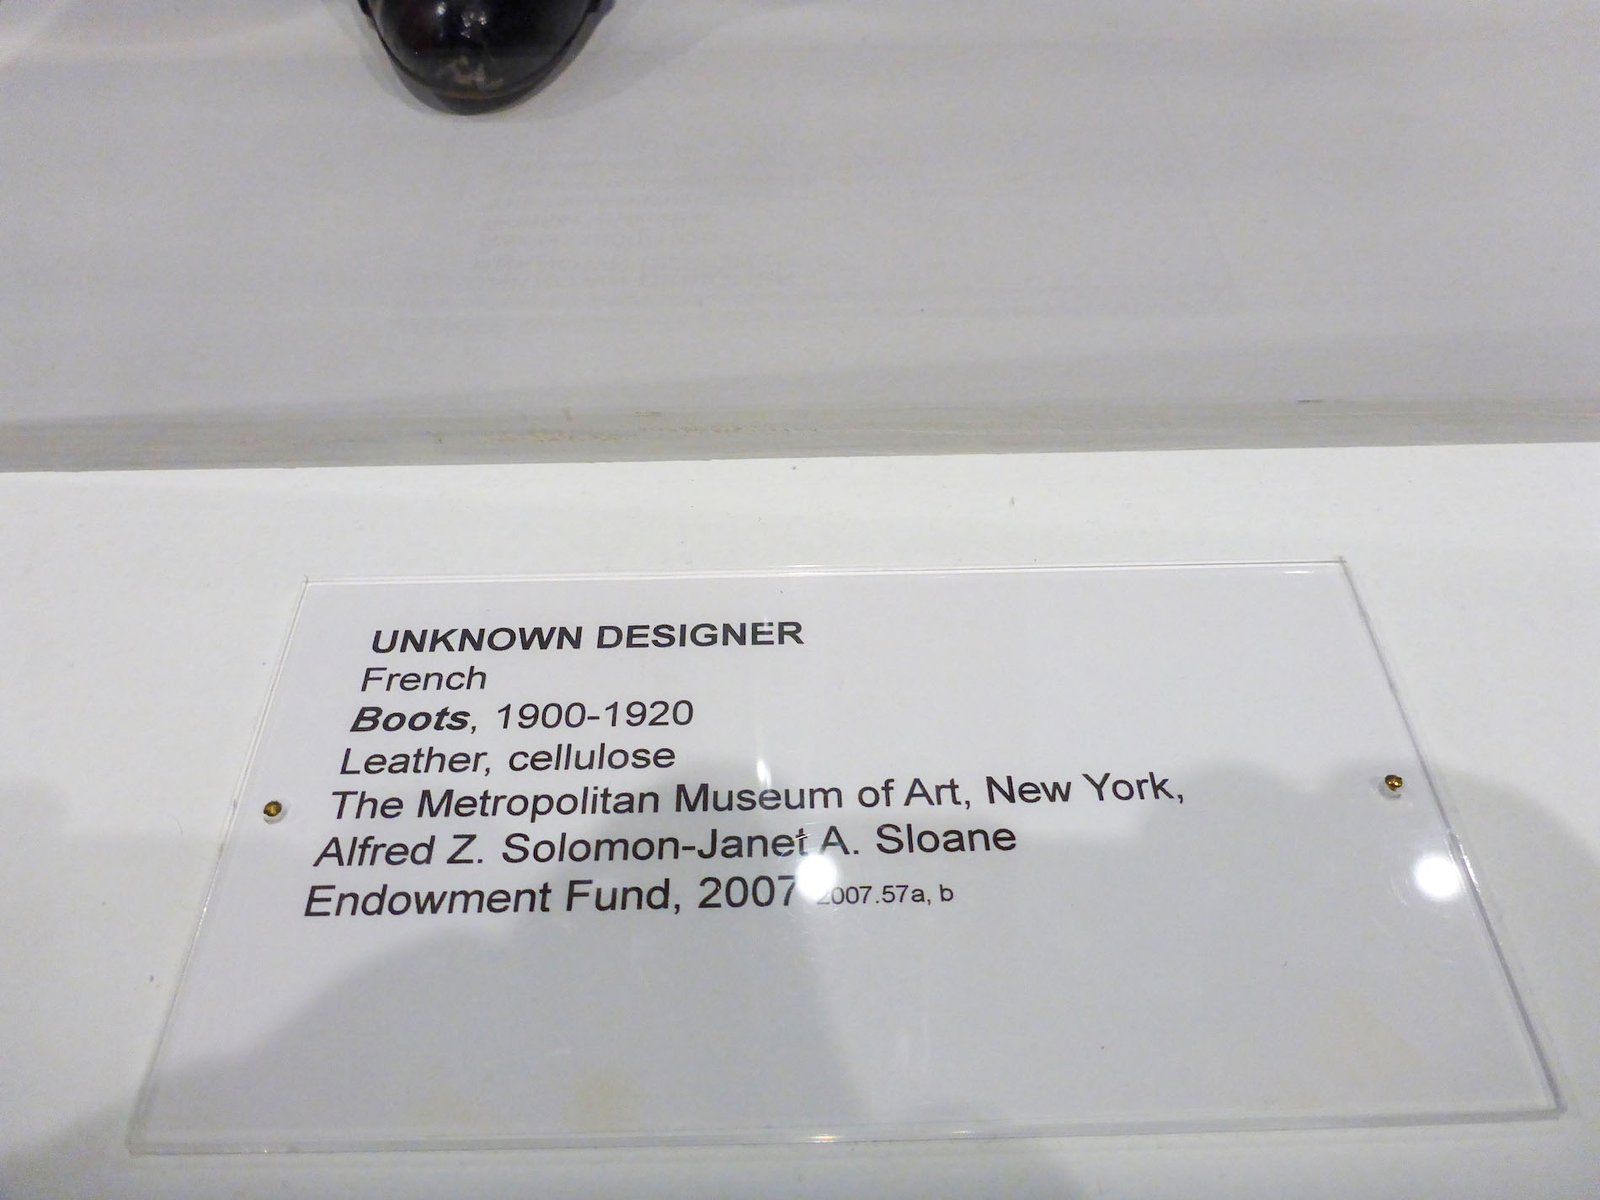 UNKNOWN DESIGNER
French
Boots, 1900-1920
Leather, cellulose
The Metropolitan Museum of Art, New York,
Alfred Z. Solomon-Janet A. Sloane
Endowment Fund, 2007 2007.57a, b